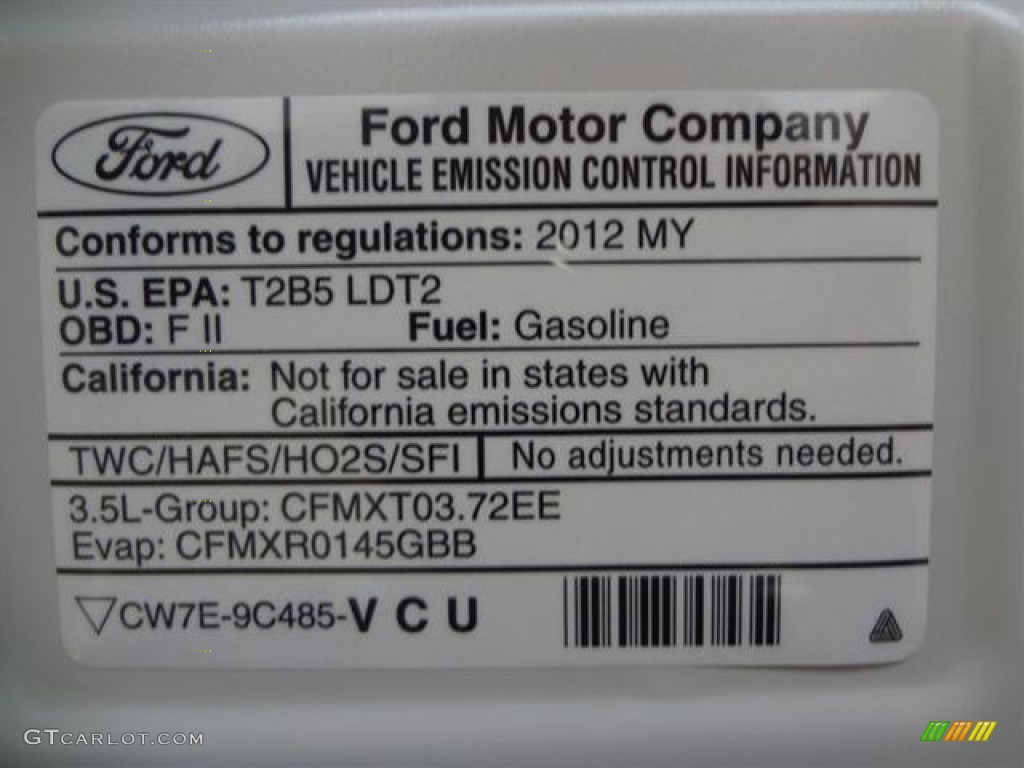 Ford
Ford Motor Company
VEHICLE EMISSION CONTROL INFORMATION
Conforms to regulations: 2012 MY
U.S. EPA: T2B5 LDT2
OBD: F II Fuel: Gasoline
California: Not for sale in states with
California emissions standards.
TWC/HAFS/HO2S/SFI No adjustments needed.
3.5L-Group: CFMXT03.72EE
Evap: CFMXR0145GBB
CW7E-9C485-V C U
GTCARLOT.COM